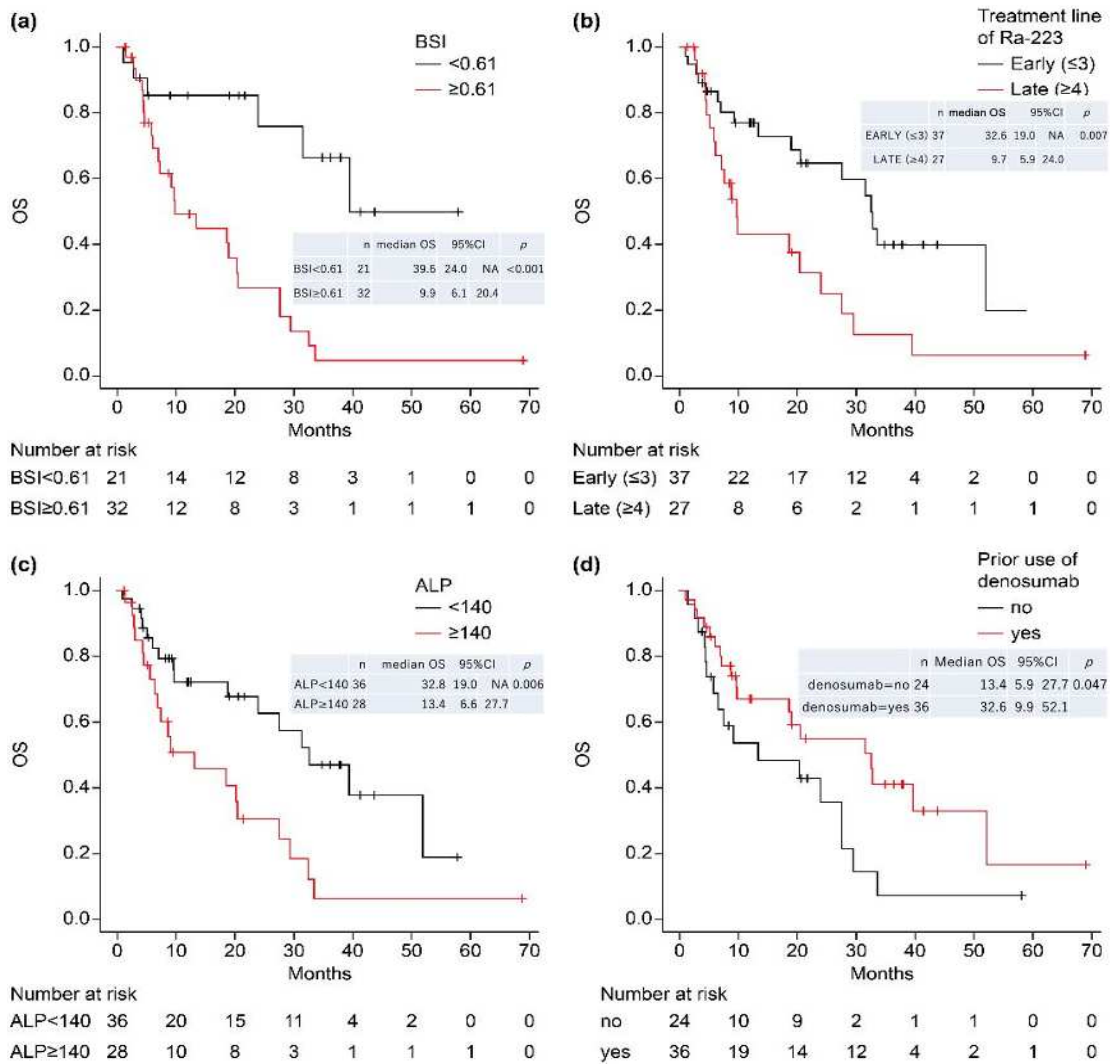 (a)
BSI
<0.61
≥0.61
OS
1.0
0.8
0.6
0.4
0.2
0.0
n median OS 95%CI p
BSI<0.61 21 39.6 24.0 NA <0.001
BSI≥0.61 32 9.9 6.1 20.4
0 10 20 30 40 50 60 70
Months
Number at risk
BSI<0.61 21 14 12 8 3 1 0 0
BSI≥0.61 32 12 8 3 1 1 1 0
(b)
Treatment line
of Ra-223
Early (≤3)
Late (≥4)
OS
1.0
0.8
0.6
0.4
0.2
0.0
n median OS 95%CI p
EARLY (≤3) 37 32.6 19.0 NA 0.007
LATE (≥4) 27 9.7 5.9 24.0
0 10 20 30 40 50 60 70
Months
Number at risk
Early (≤3) 37 22 17 12 4 2 0 0
Late (≥4) 27 8 6 2 1 1 1 0
(c)
ALP
<140
≥140
OS
1.0
0.8
0.6
0.4
0.2
0.0
n median OS 95%CI p
ALP<140 36 32.8 19.0 NA 0.006
ALP≥140 28 13.4 6.6 27.7
0 10 20 30 40 50 60 70
Months
Number at risk
ALP<140 36 20 15 11 4 2 0 0
ALP≥140 28 10 8 3 1 1 1 0
(d)
Prior use of
denosumab
no
yes
OS
1.0
0.8
0.6
0.4
0.2
0.0
n Median OS 95%CI p
denosumab=no 24 13.4 5.9 27.7 0.047
denosumab=yes 36 32.6 9.9 52.1
0 10 20 30 40 50 60 70
Months
Number at risk
no 24 10 9 2 1 1 0 0
yes 36 19 14 12 4 2 1 0